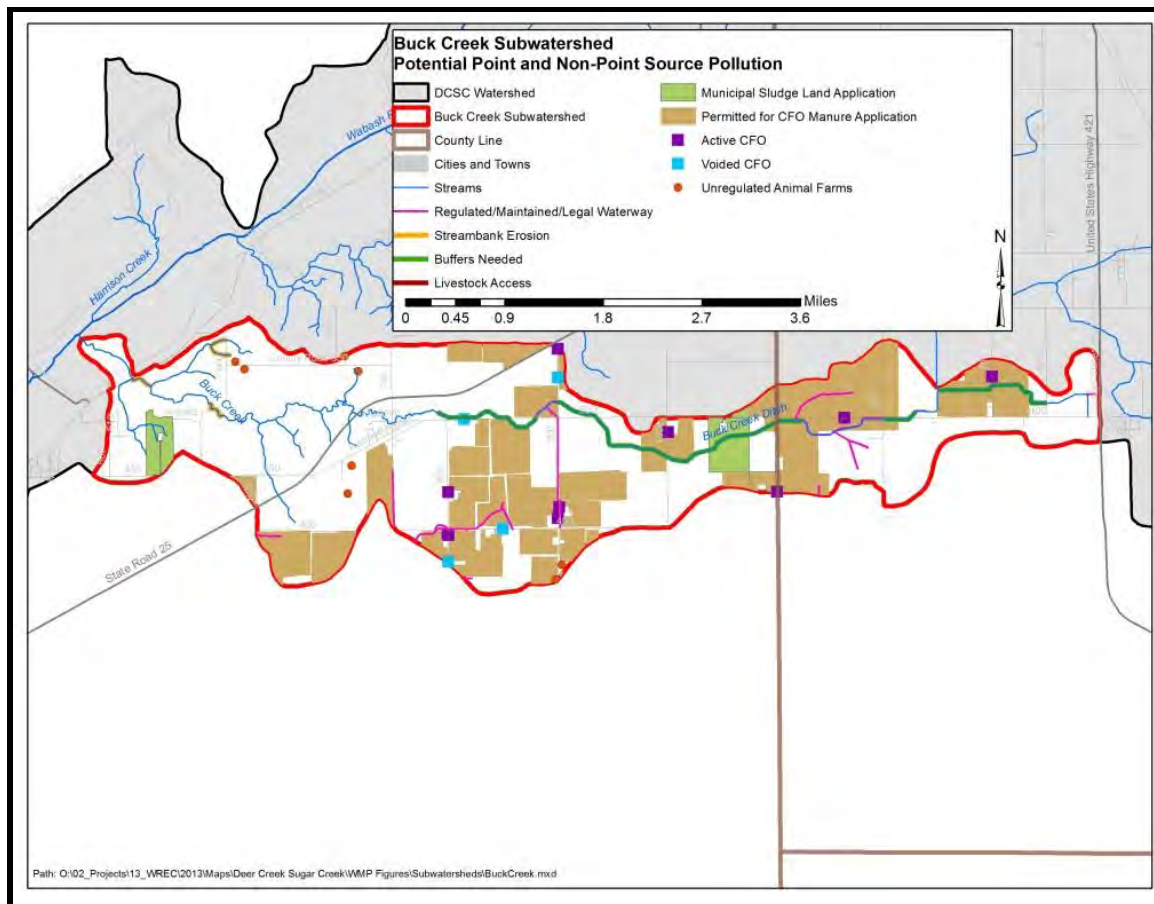 Buck Creek Subwatershed
Potential Point and Non-Point Source Pollution
DCSC Watershed
Buck Creek Subwatershed
County Line
Cities and Towns
Streams
Regulated/Maintained/Legal Waterway
Streambank Erosion
Buffers Needed
Livestock Access
Municipal Sludge Land Application
Permitted for CFO Manure Application
Active CFO
Voided CFO
Unregulated Animal Farms
N
Miles
0 0.45 0.9 1.8 2.7 3.6
Wabash
Harrison Creek
United States Highway 421
Buck Creek
Buck Creek Ditch
State Road 25
Path: O:\02_Projects\13_WREC\2013\Maps\Deer Creek Sugar Creek\WMP Figures\Subwatersheds\BuckCreek.mxd